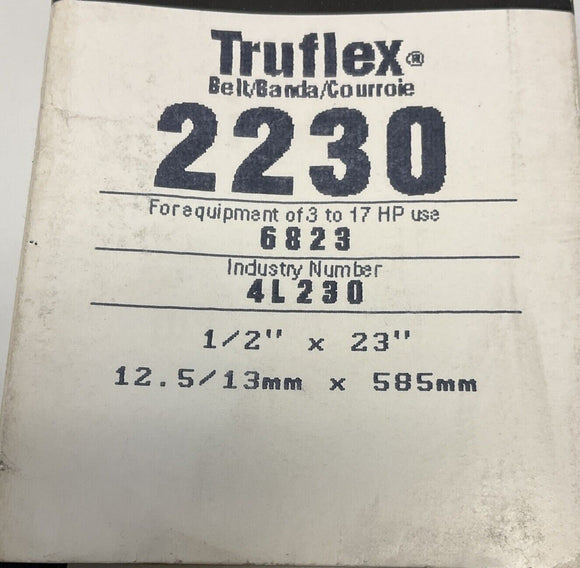 Truflex®
Belt/Banda/Courroie
2230
For equipment of 3 to 17 HP use
6823
Industry Number
4L230
1/2" x 23"
12.5/13mm x 585mm